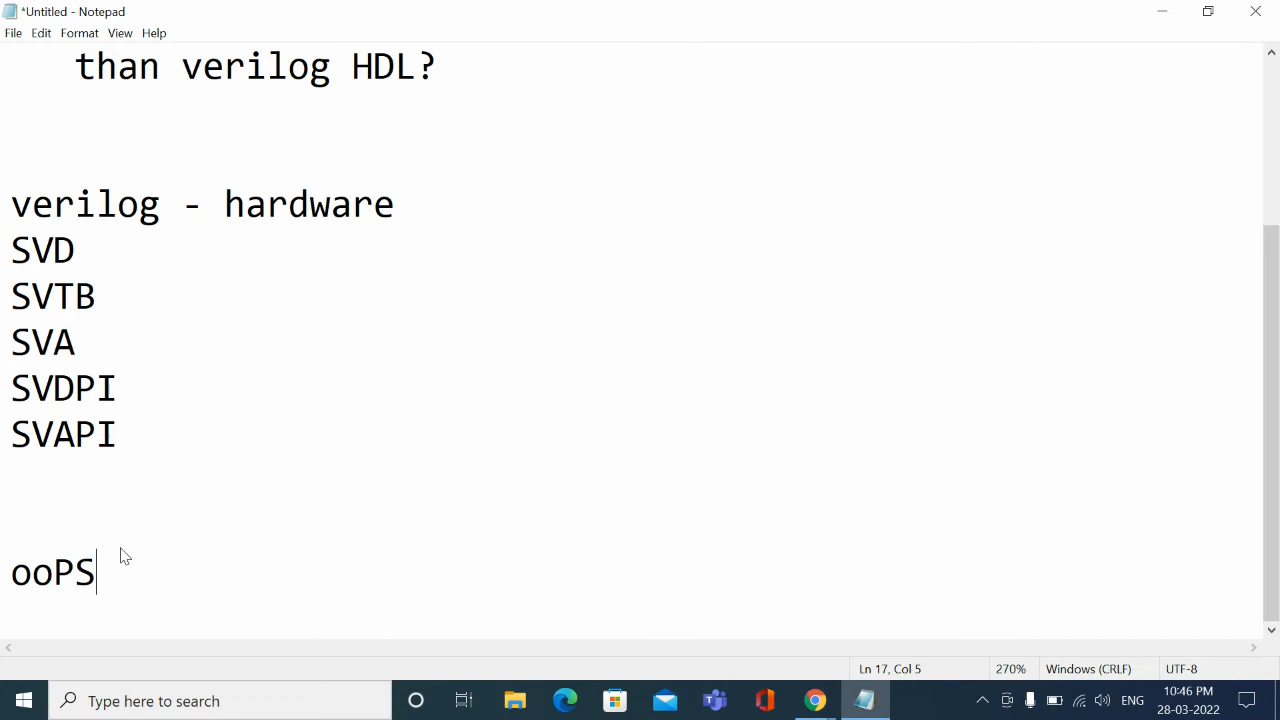 *Untitled - Notepad
File Edit Format View Help
than verilog HDL?
verilog - hardware
SVD
SVTB
SVA
SVDPI
SVAPI
ooPS
Ln 17, Col 5 270% Windows (CRLF) UTF-8
Type here to search
ENG
10:46 PM
28-03-2022